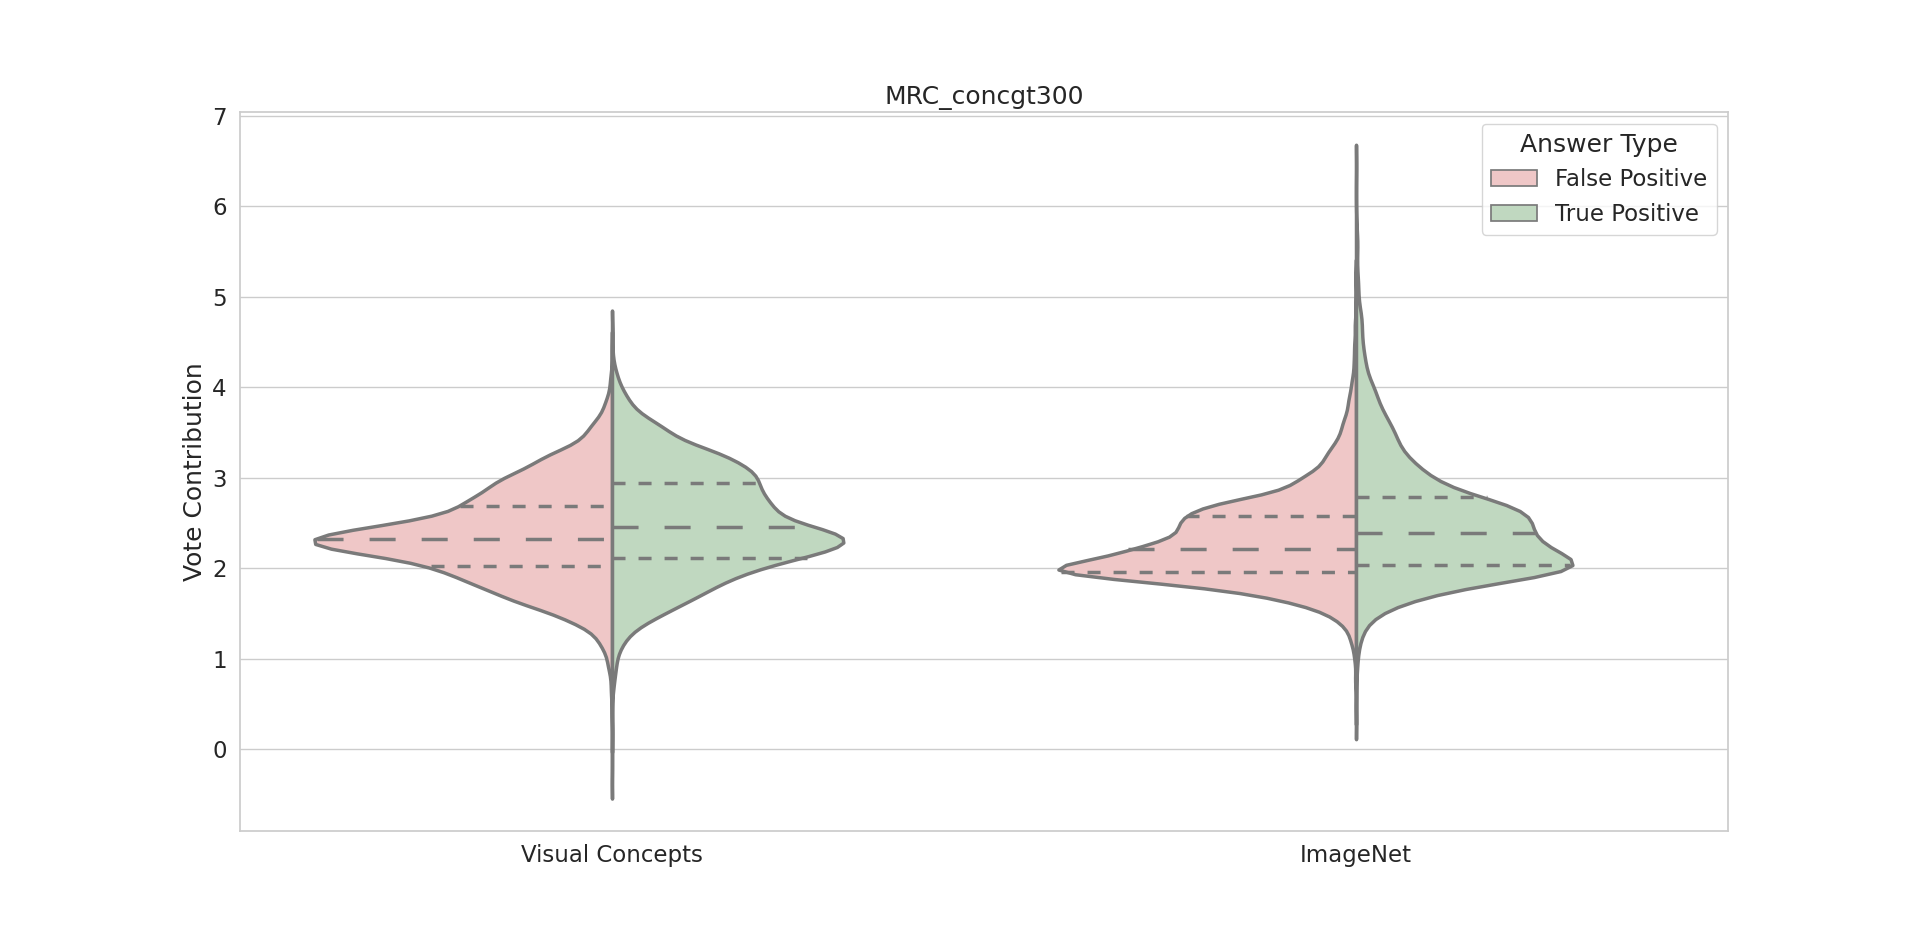 MRC_concgt300
Vote Contribution
7
6
5
4
3
2
1
0
Answer Type
False Positive
True Positive
Visual Concepts
ImageNet